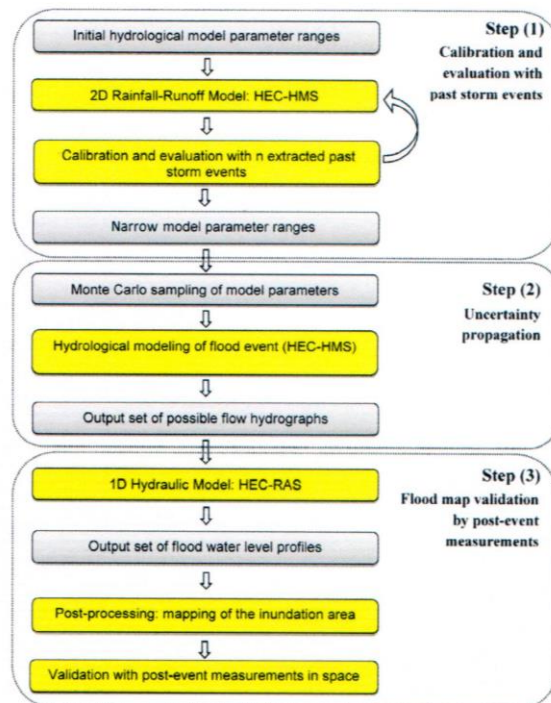 Step (1)
Initial hydrological model parameter ranges
Calibration and
evaluation with
past storm events
2D Rainfall-Runoff Model: HEC-HMS
Calibration and evaluation with n extracted past
storm events
Narrow model parameter ranges
Step (2)
Monte Carlo sampling of model parameters
Uncertainty
propagation
Hydrological modeling of flood event (HEC-HMS)
Output set of possible flow hydrographs
Step (3)
1D Hydraulic Model: HEC-RAS
Flood map validation
by post-event
measurements
Output set of flood water level profiles
Post-processing: mapping of the inundation area
Validation with post-event measurements in space